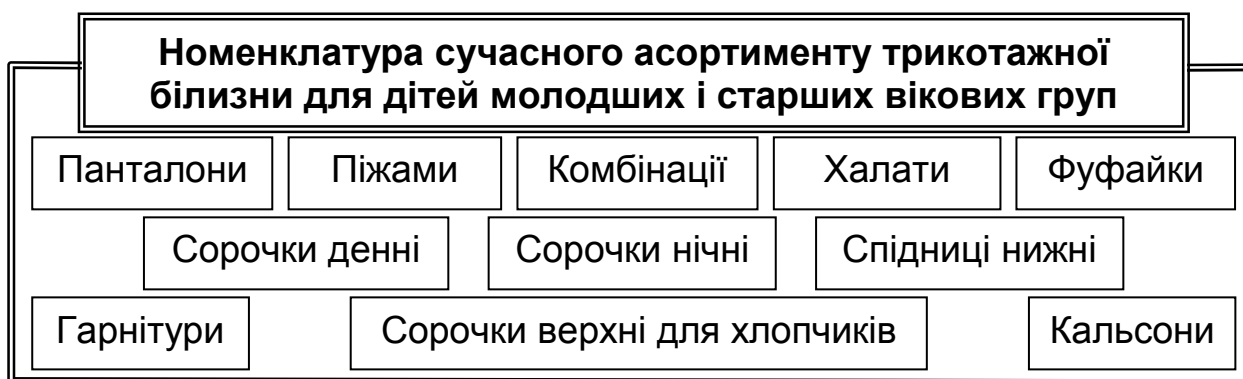 Номенклатура сучасного асортименту трикотажної
білизни для дітей молодших і старших вікових груп
Панталони Піжами Комбінації Халати Фуфайки
Сорочки денні Сорочки нічні Спідниці нижні
Гарнітури Сорочки верхні для хлопчиків Кальсони